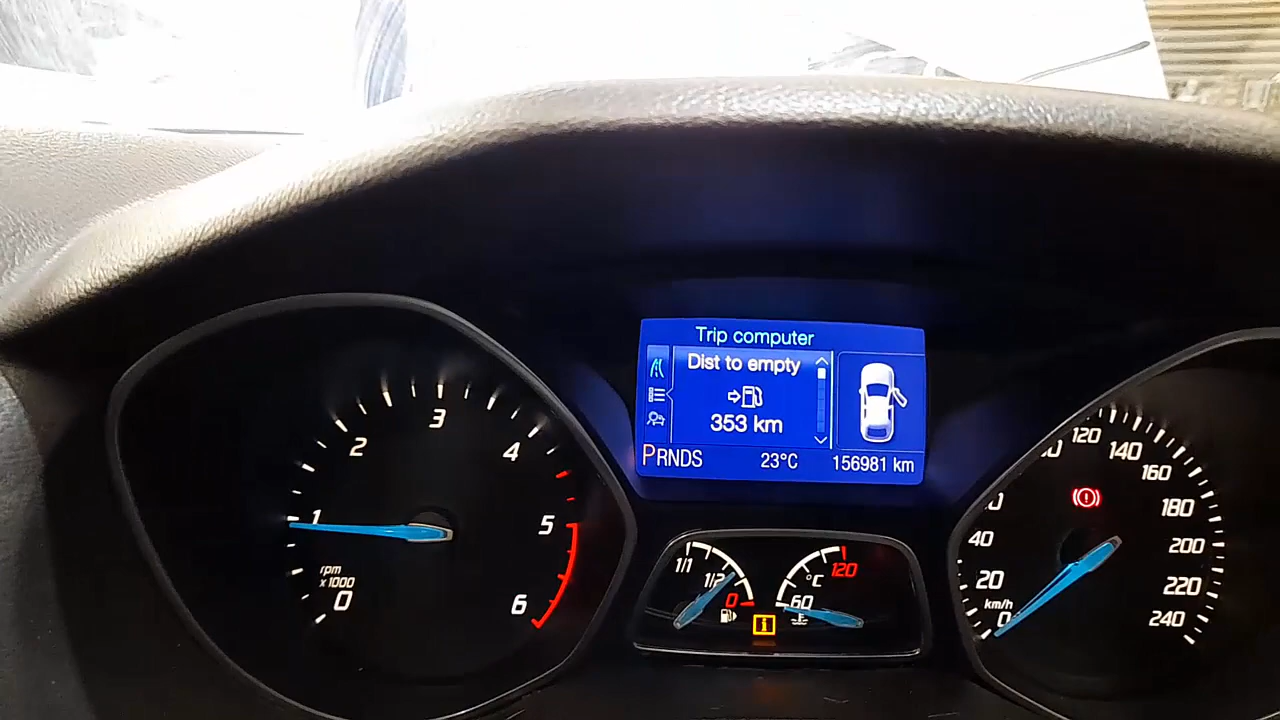 Trip computer
Dist to empty
353 km
PRNDS 23°C 156981 km
0
1
2
3
4
5
6
rpm
x1000
1/1
1/2
0
°C
60
120
i
0
20
40
120
140
160
180
200
220
240
km/h